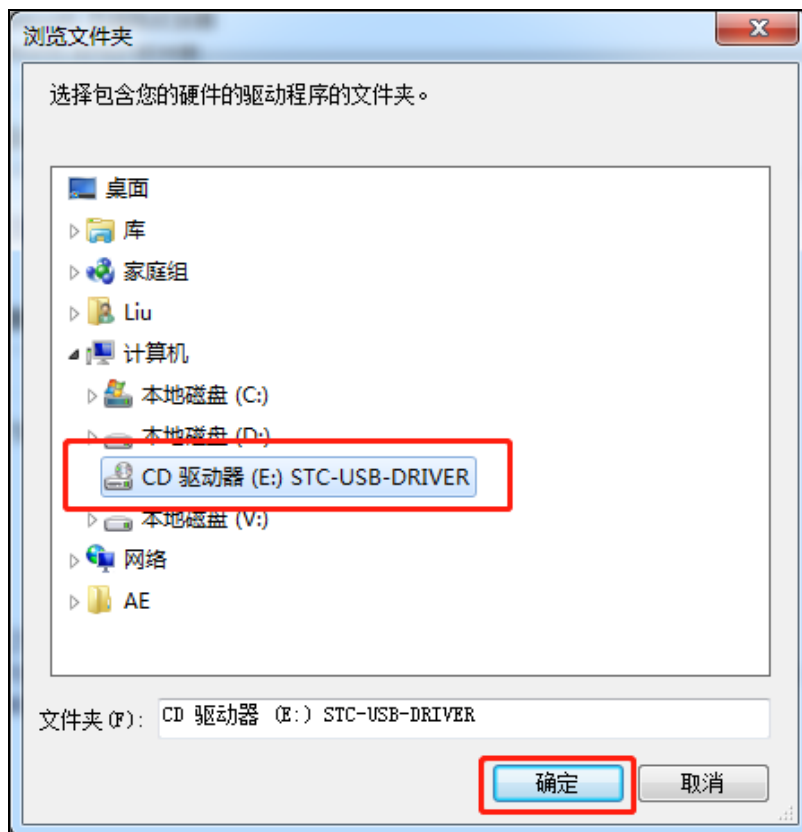 浏览文件夹
选择包含您的硬件的驱动程序的文件夹。
桌面
库
家庭组
Liu
计算机
本地磁盘 (C:)
本地磁盘 (D:)
CD 驱动器 (E:) STC-USB-DRIVER
本地磁盘 (V:)
网络
AE
文件夹(F): CD 驱动器 (E:) STC-USB-DRIVER
确定 取消